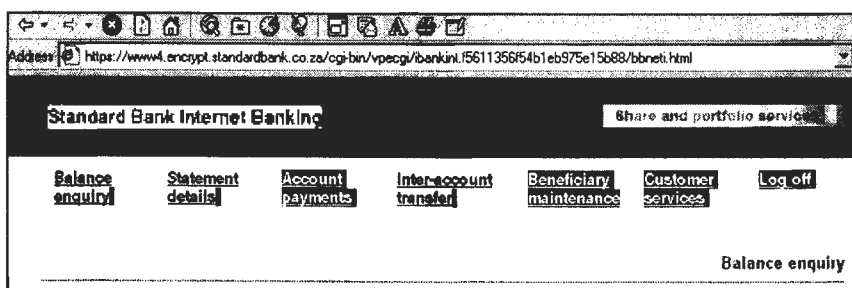 Address https://www4.encrypt.standardbank.co.za/cgi-bin/vpecgi/ibankint.f5611356f54b1eb975e15b88/bbneti.html
Standard Bank Internet Banking
Share and portfolio services
Balance enquiry
Statement details
Account payments
Inter-account transfer
Beneficiary maintenance
Customer services
Log off
Balance enquiry